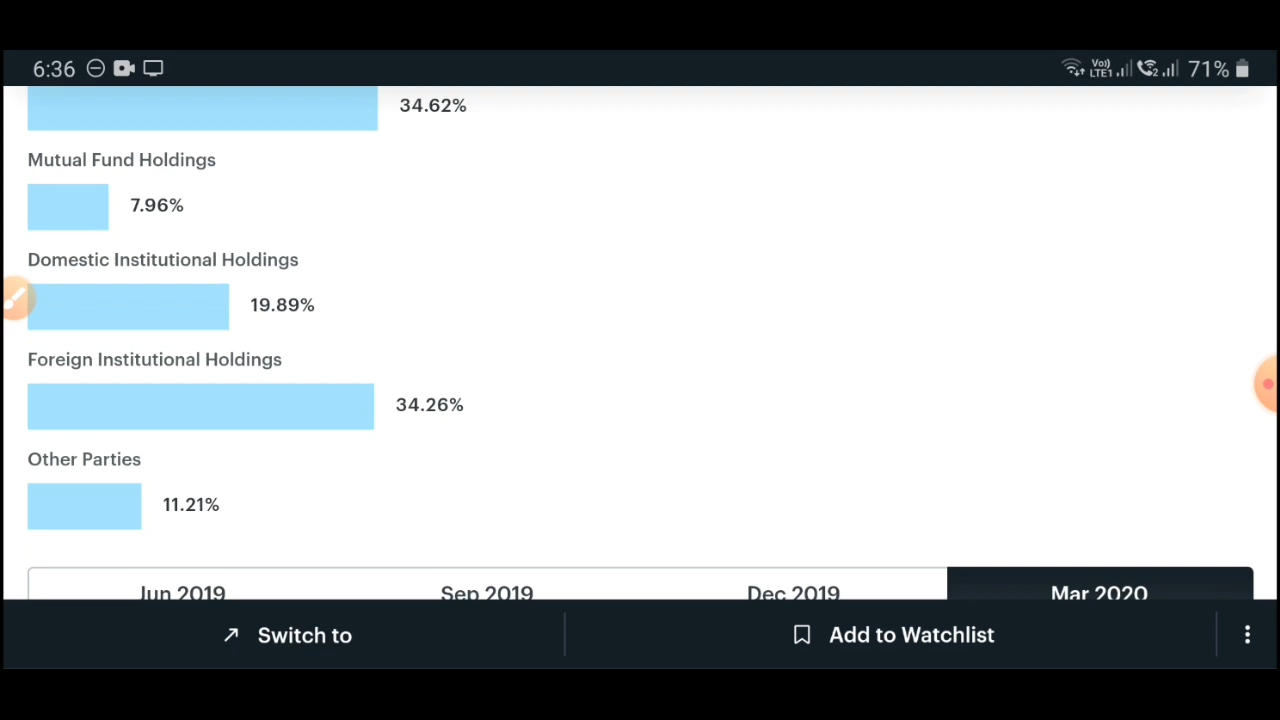 6:36 Vo) LTE1 2 71%
34.62%
Mutual Fund Holdings
7.96%
Domestic Institutional Holdings
19.89%
Foreign Institutional Holdings
34.26%
Other Parties
11.21%
Jun 2019 Sep 2019 Dec 2019 Mar 2020
Switch to Add to Watchlist